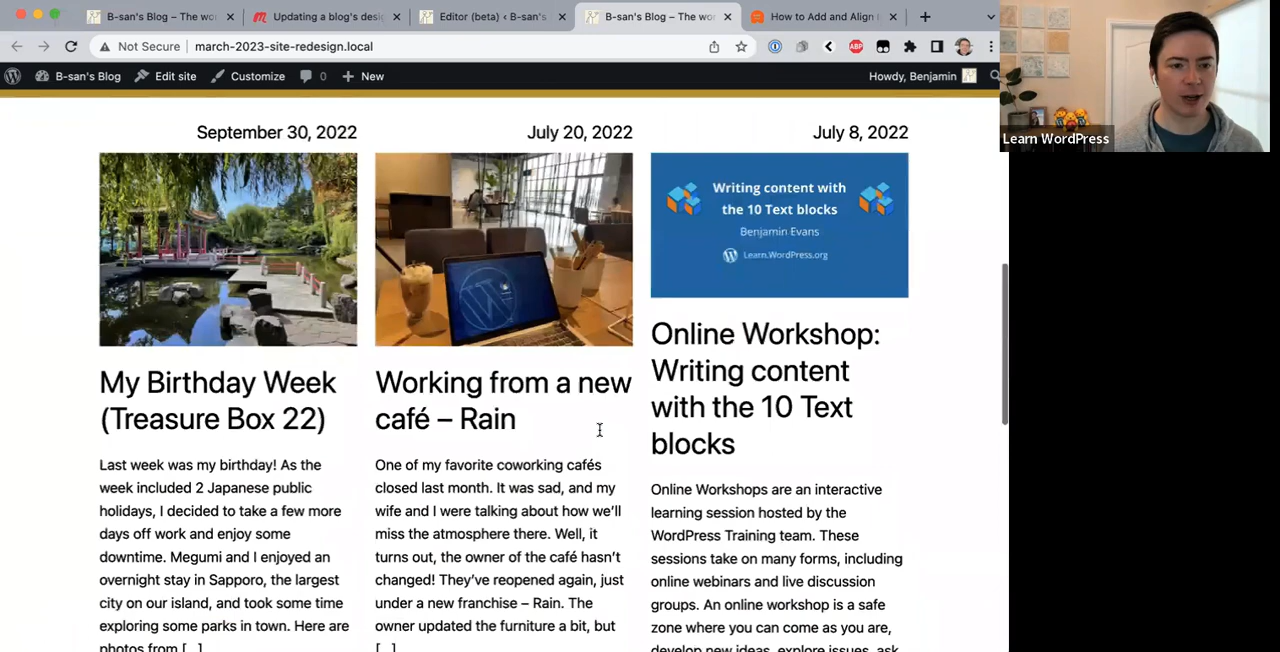 B-san's Blog – The wor
Updating a blog's desi
Editor (beta) ‹ B-san's
B-san's Blog – The wor
How to Add and Align
Not Secure
march-2023-site-redesign.local
ABP
B-san's Blog
Edit site
Customize
0
New
Howdy, Benjamin
Learn WordPress
September 30, 2022
July 20, 2022
July 8, 2022
Writing content with
the 10 Text blocks
Benjamin Evans
Learn.WordPress.org
My Birthday Week
(Treasure Box 22)
Last week was my birthday! As the
week included 2 Japanese public
holidays, I decided to take a few more
days off work and enjoy some
downtime. Megumi and I enjoyed an
overnight stay in Sapporo, the largest
city on our island, and took some time
exploring some parks in town. Here are
photos from [...]
Working from a new
café – Rain
One of my favorite coworking cafés
closed last month. It was sad, and my
wife and I were talking about how we'll
miss the atmosphere there. Well, it
turns out, the owner of the café hasn't
changed! They've reopened again, just
under a new franchise – Rain. The
owner updated the furniture a bit, but
[...]
Online Workshop:
Writing content
with the 10 Text
blocks
Online Workshops are an interactive
learning session hosted by the
WordPress Training team. These
sessions take on many forms, including
online webinars and live discussion
groups. An online workshop is a safe
zone where you can come as you are,
develop new ideas, explore issues, ask